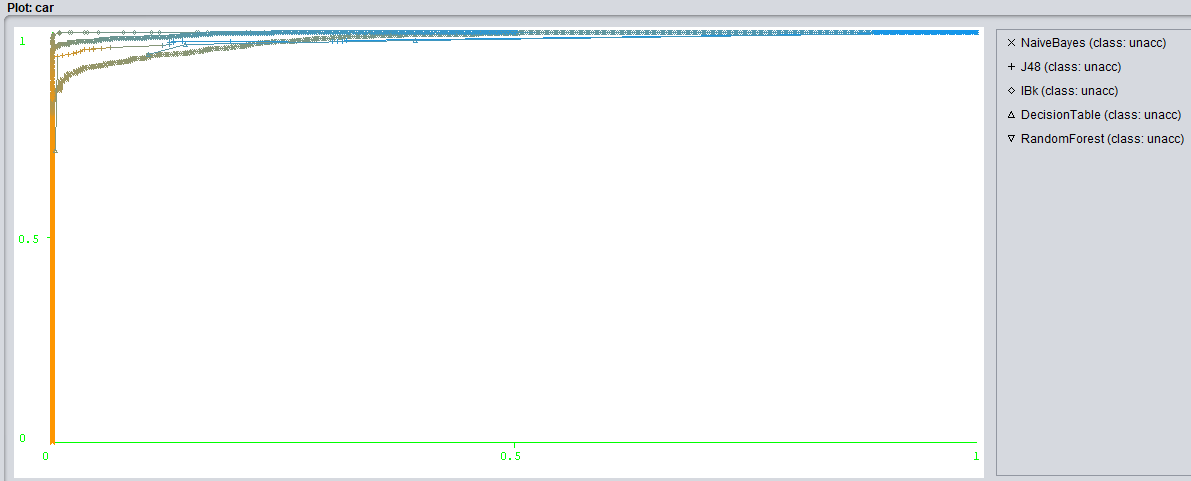 Plot: car
1
0.5
0
0
0.5
1
NaiveBayes (class: unacc)
J48 (class: unacc)
IBk (class: unacc)
DecisionTable (class: unacc)
RandomForest (class: unacc)